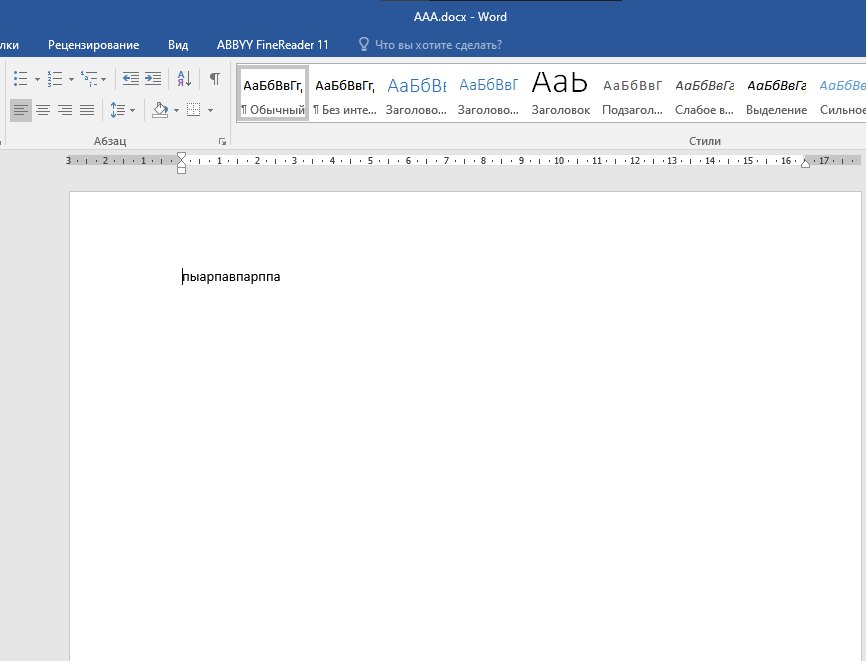 AAA.docx - Word
лки Рецензирование Вид ABBYY FineReader 11 Что вы хотите сделать?
АаБбВвГг, АаБбВвГг, АаБбВв АаБбВвГ АаЬ АаБбВвГ АаБбВвГг АаБбВвГг АаБбВв
¶ Обычный ¶ Без инте... Заголово... Заголово... Заголовок Подзагол... Слабое в... Выделение Сильное
Абзац Стили
3 2 1 1 2 3 4 5 6 7 8 9 10 11 12 13 14 15 16 17
пыарпавпарппа